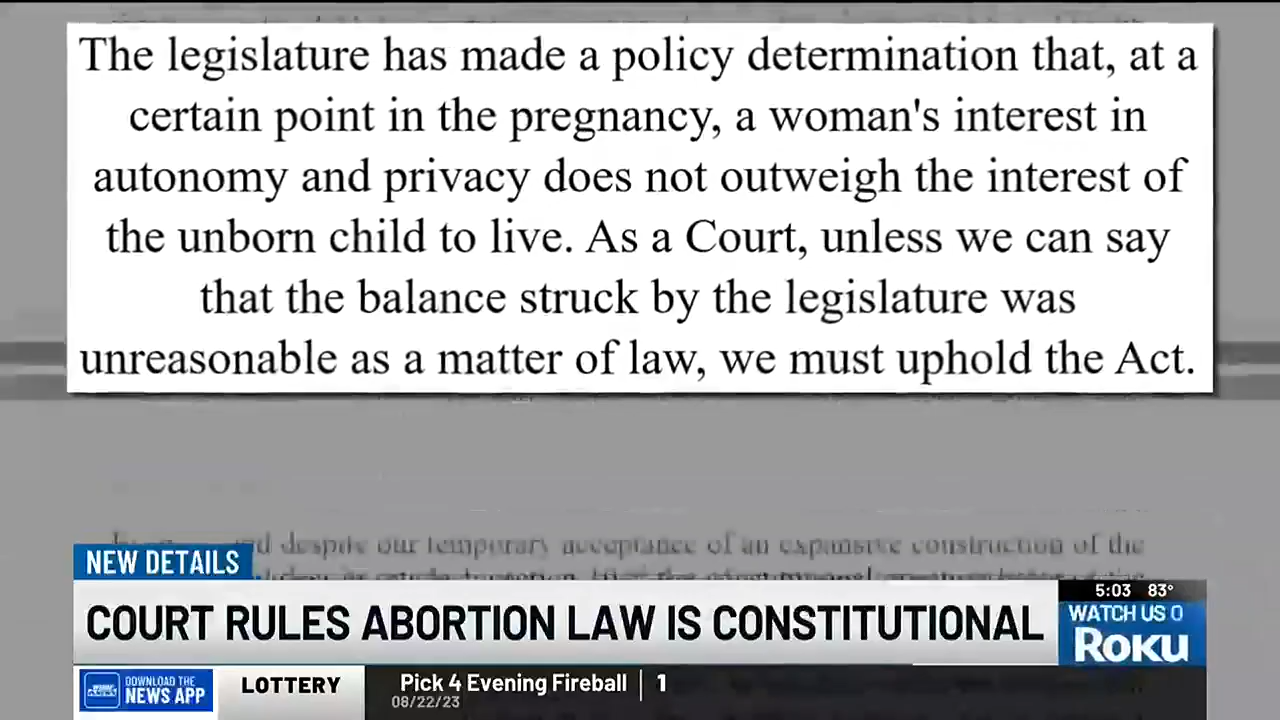 The legislature has made a policy determination that, at a
certain point in the pregnancy, a woman's interest in
autonomy and privacy does not outweigh the interest of
the unborn child to live. As a Court, unless we can say
that the balance struck by the legislature was
unreasonable as a matter of law, we must uphold the Act.
despite our temporary acceptance of an expansive construction of the
NEW DETAILS
COURT RULES ABORTION LAW IS CONSTITUTIONAL
5:03 83°
WATCH US O
Roku
DOWNLOAD THE
NEWS APP
LOTTERY
Pick 4 Evening Fireball 1
08/22/23